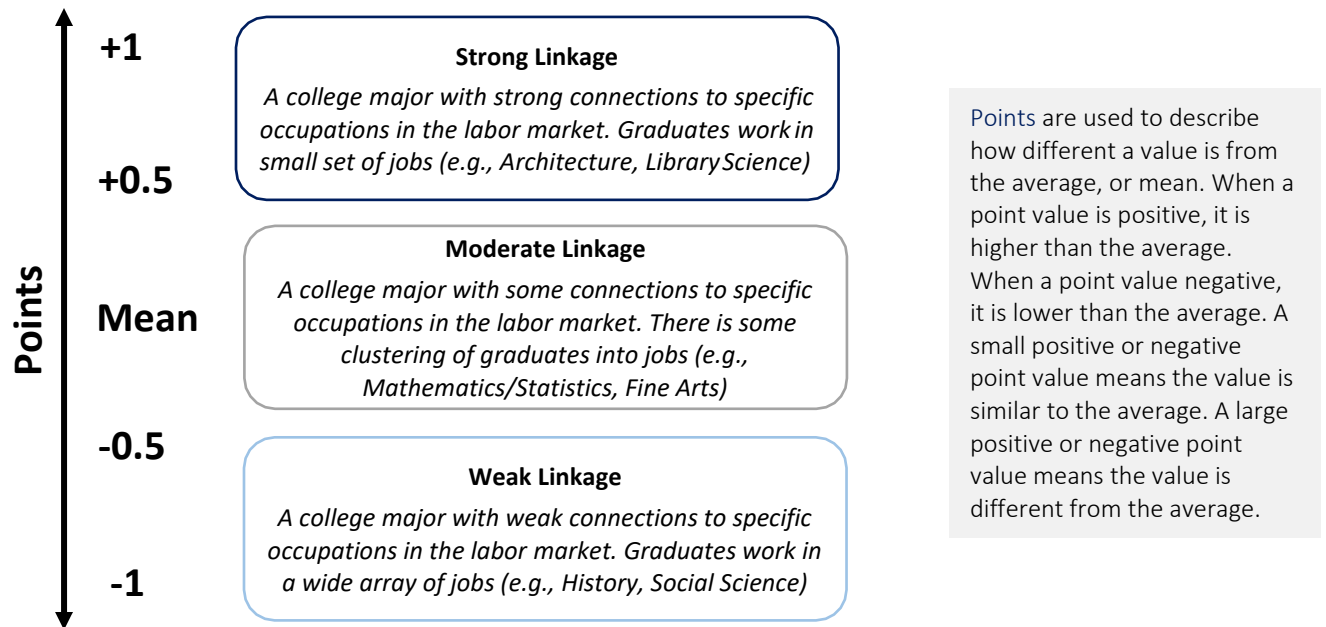 Points
+1
+0.5
Mean
-0.5
-1
Strong Linkage
A college major with strong connections to specific
occupations in the labor market. Graduates work in
small set of jobs (e.g., Architecture, Library Science)
Moderate Linkage
A college major with some connections to specific
occupations in the labor market. There is some
clustering of graduates into jobs (e.g.,
Mathematics/Statistics, Fine Arts)
Weak Linkage
A college major with weak connections to specific
occupations in the labor market. Graduates work in
a wide array of jobs (e.g., History, Social Science)
Points are used to describe
how different a value is from
the average, or mean. When a
point value is positive, it is
higher than the average.
When a point value negative,
it is lower than the average. A
small positive or negative
point value means the value is
similar to the average. A large
positive or negative point
value means the value is
different from the average.